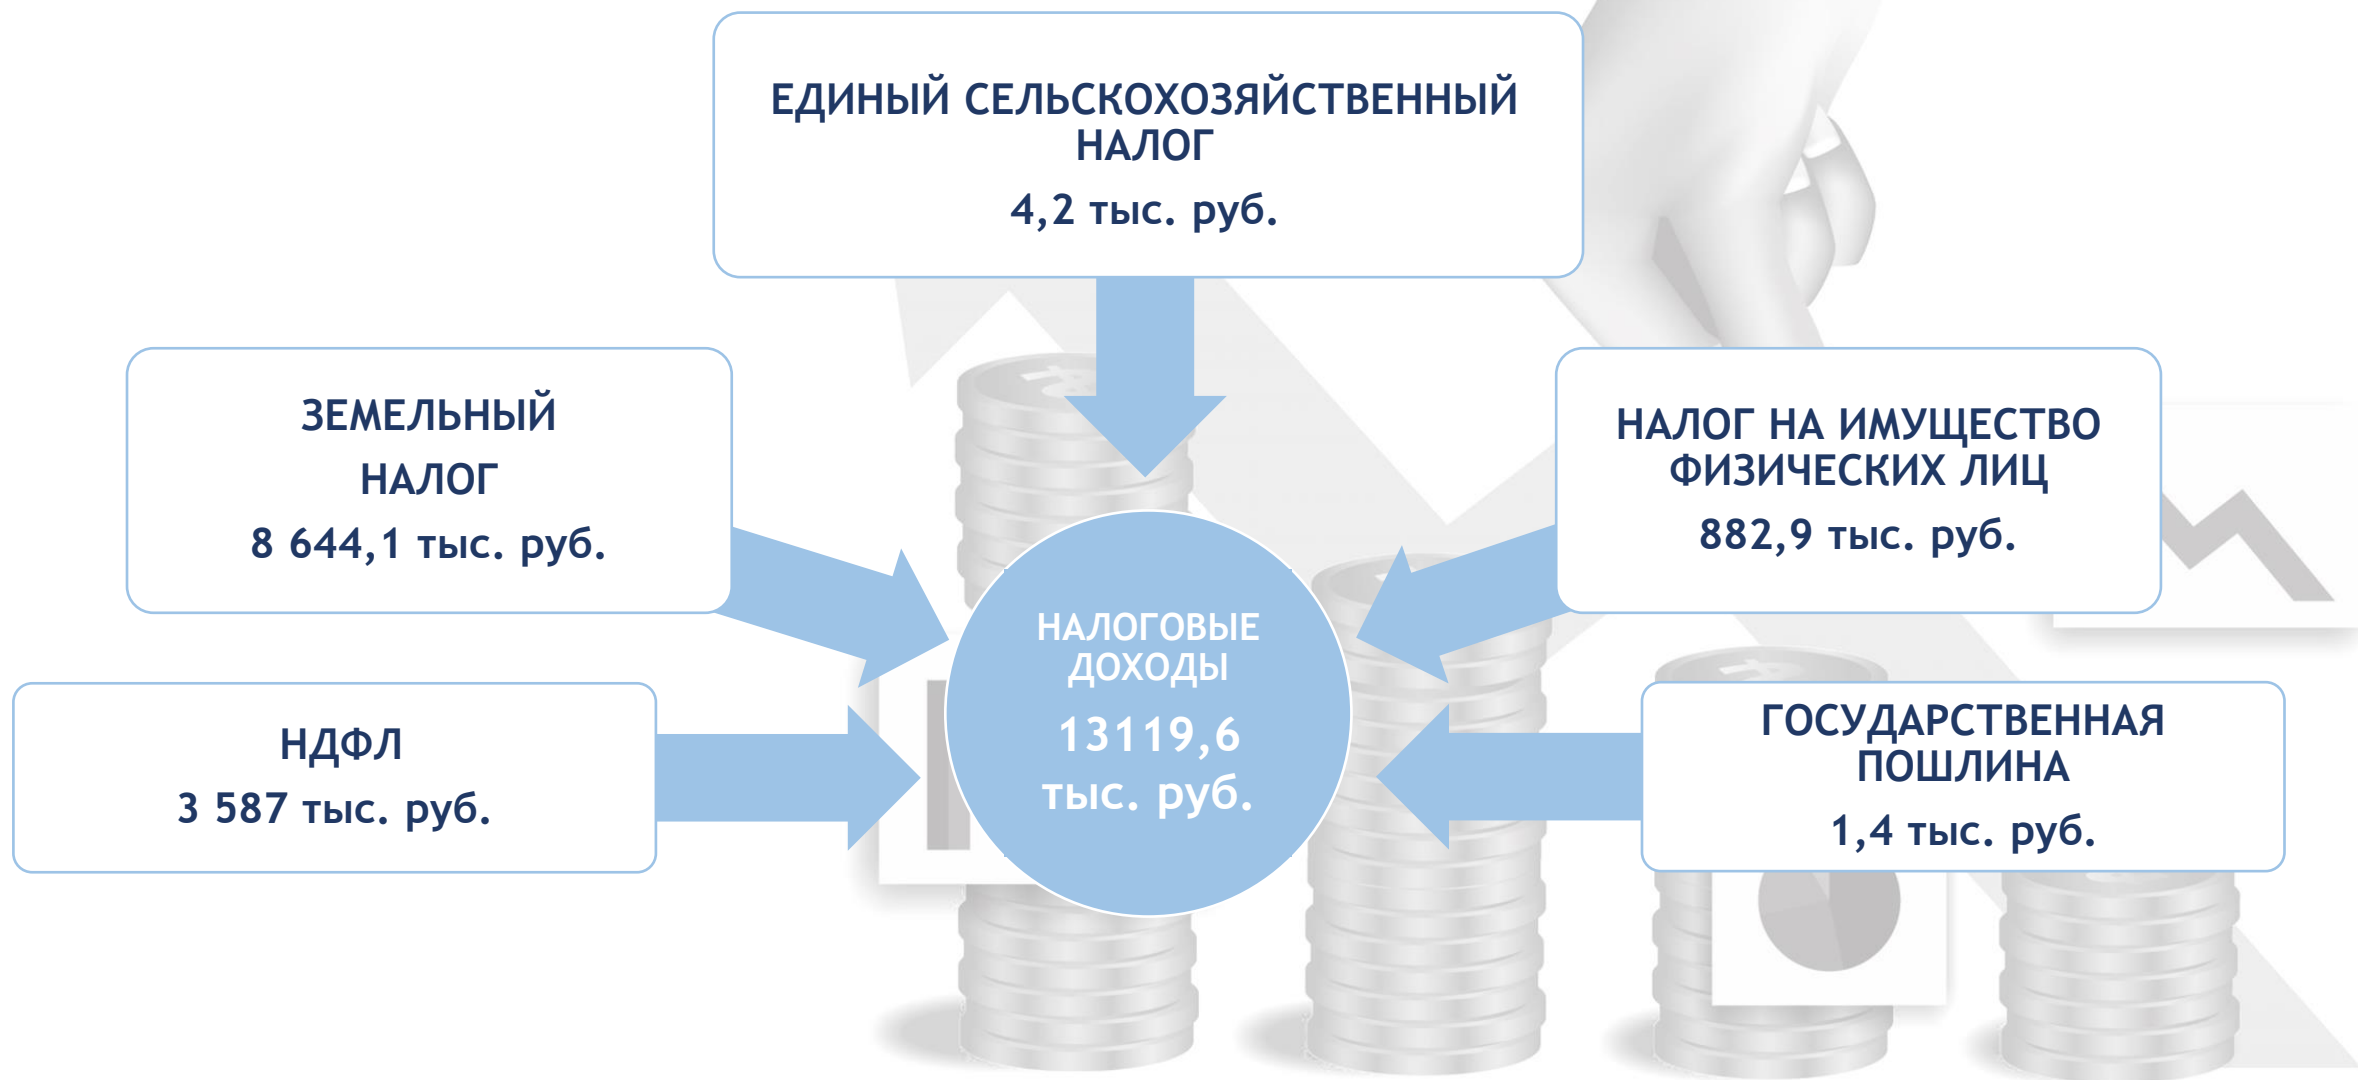 ЕДИНЫЙ СЕЛЬСКОХОЗЯЙСТВЕННЫЙ
НАЛОГ
4,2 тыс. руб.
ЗЕМЕЛЬНЫЙ
НАЛОГ
8 644,1 тыс. руб.
НАЛОГ НА ИМУЩЕСТВО
ФИЗИЧЕСКИХ ЛИЦ
882,9 тыс. руб.
НАЛОГОВЫЕ
ДОХОДЫ
13119,6
тыс. руб.
НДФЛ
3 587 тыс. руб.
ГОСУДАРСТВЕННАЯ
ПОШЛИНА
1,4 тыс. руб.